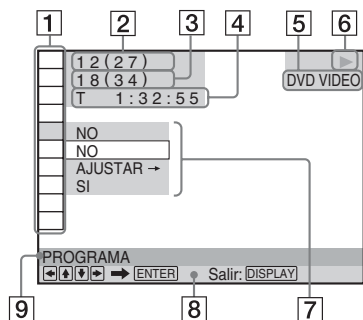 1 2 3 4 5 6
12(27)
18(34)
T 1:32:55
DVD VIDEO
NO
NO
AJUSTAR →
SI
PROGRAMA
← ↑ ↓ → ➡ ENTER Salir: DISPLAY
9 8 7